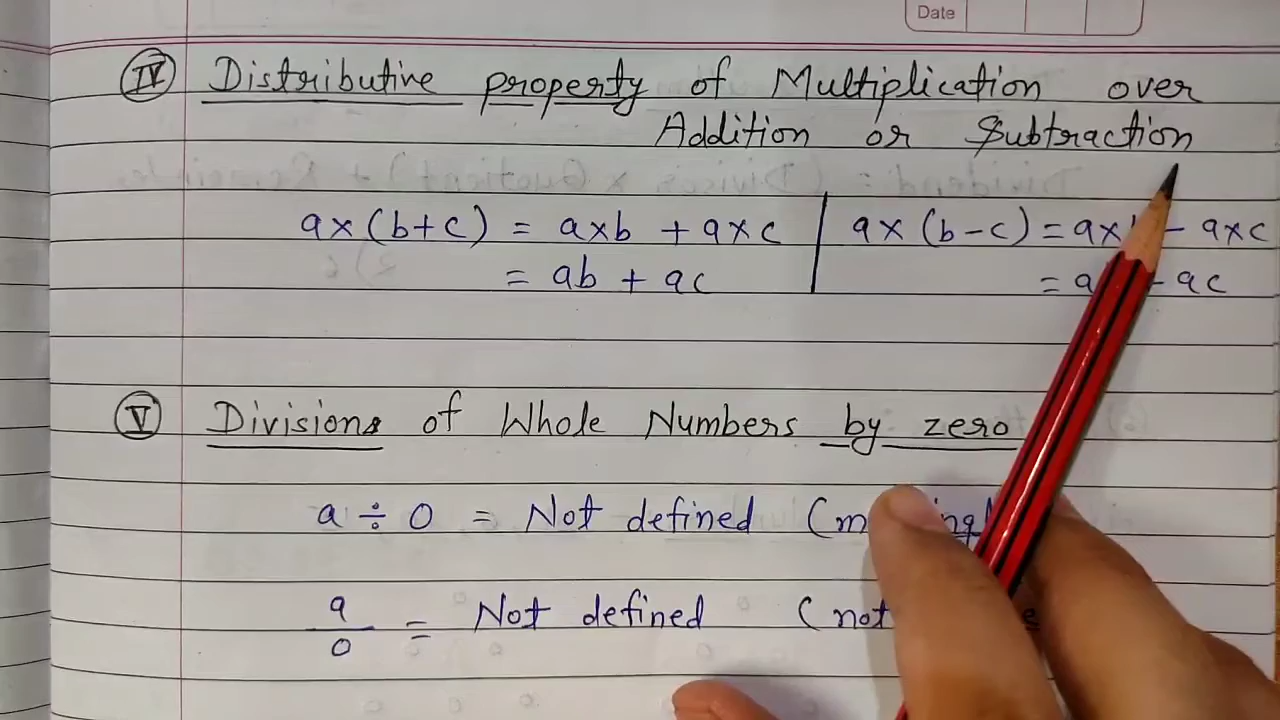 Date
IV Distributive property of Multiplication over
Addition or Subtraction
a×(b+c) = a×b + a×c
= ab + ac
a×(b-c) = a× - a×c
= a - ac
V Divisions of Whole Numbers by zero
a ÷ 0 = Not defined
a/0 = Not defined (not